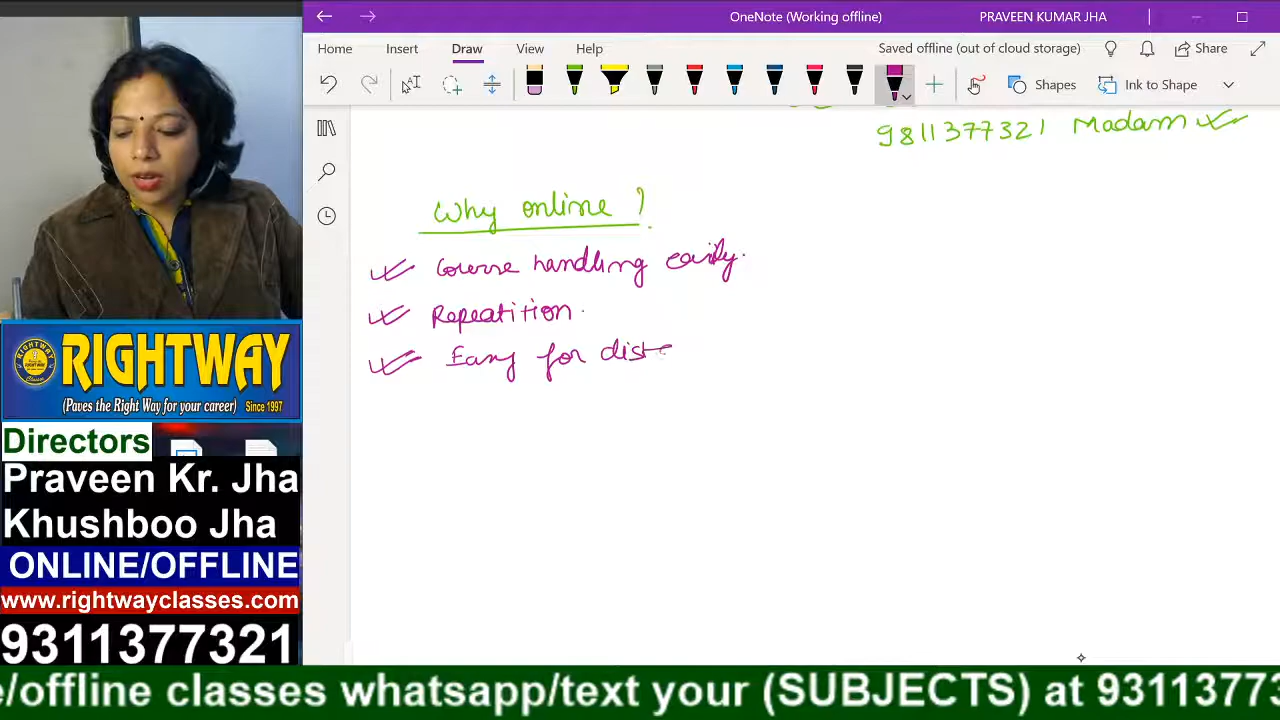 OneNote (Working offline)
PRAVEEN KUMAR JHA
Home Insert Draw View Help
Saved offline (out of cloud storage)
Share
Shapes
Ink to Shape
9811377321 Madam
Why online ?
Course handling easily.
Repeatition.
Easy for dist
RIGHTWAY
(Paves the Right Way for your career) Since 1997
Directors
Praveen Kr. Jha
Khushboo Jha
ONLINE/OFFLINE
www.rightwayclasses.com
9311377321
e/offline classes whatsapp/text your (SUBJECTS) at 93113773